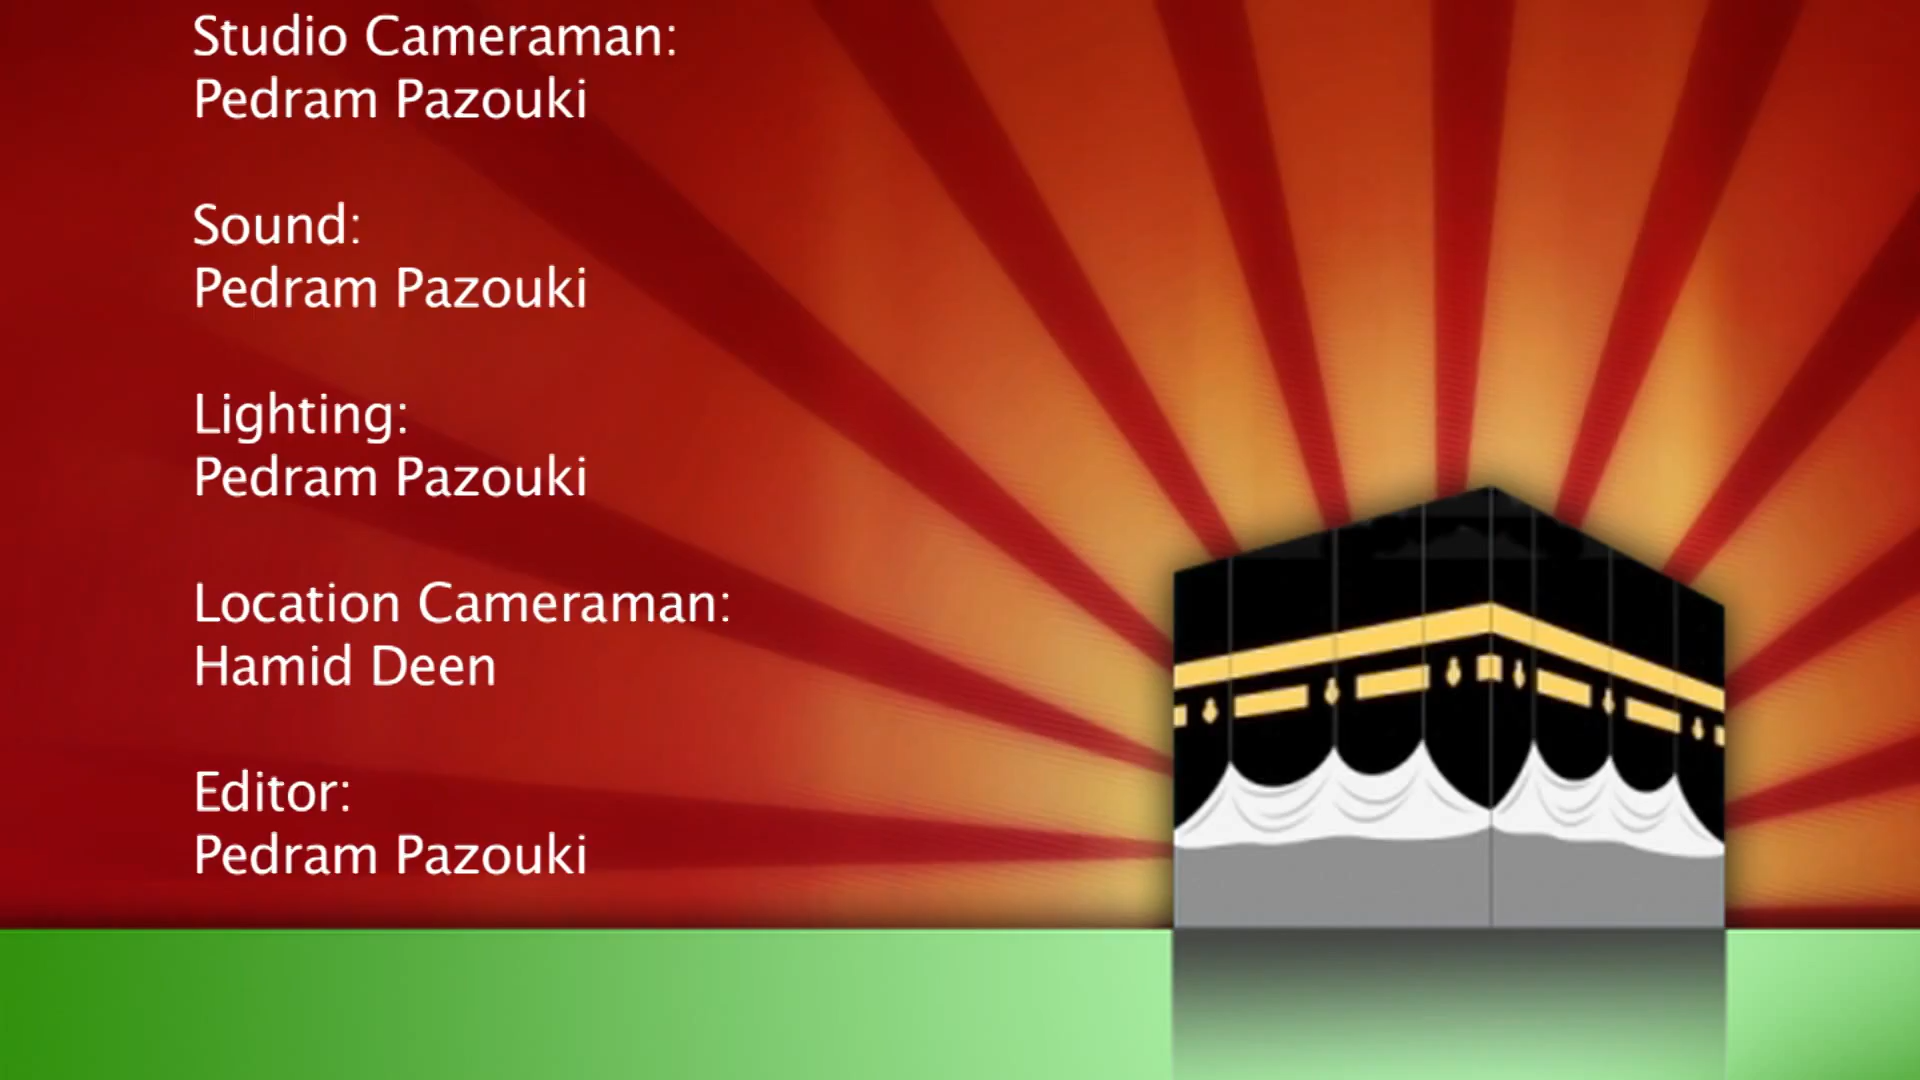 Studio Cameraman:
Pedram Pazouki
Sound:
Pedram Pazouki
Lighting:
Pedram Pazouki
Location Cameraman:
Hamid Deen
Editor:
Pedram Pazouki